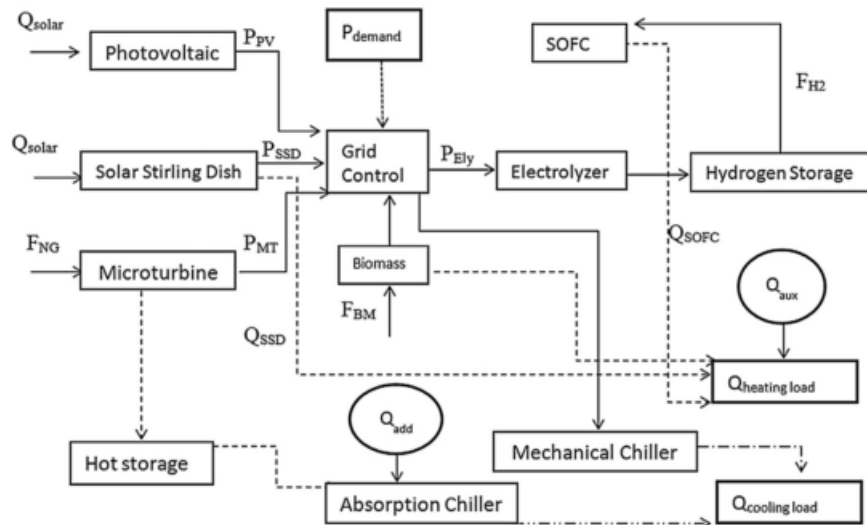 Qsolar
Photovoltaic
PPV
Pdemand
SOFC
FH2
Qsolar
Solar Stirling Dish
PSSD
Grid
Control
PEly
Electrolyzer
Hydrogen Storage
FNG
Microturbine
PMT
Biomass
QSOFC
FBM
Qaux
QSSD
Qheating load
Qadd
Hot storage
Mechanical Chiller
Absorption Chiller
Qcooling load